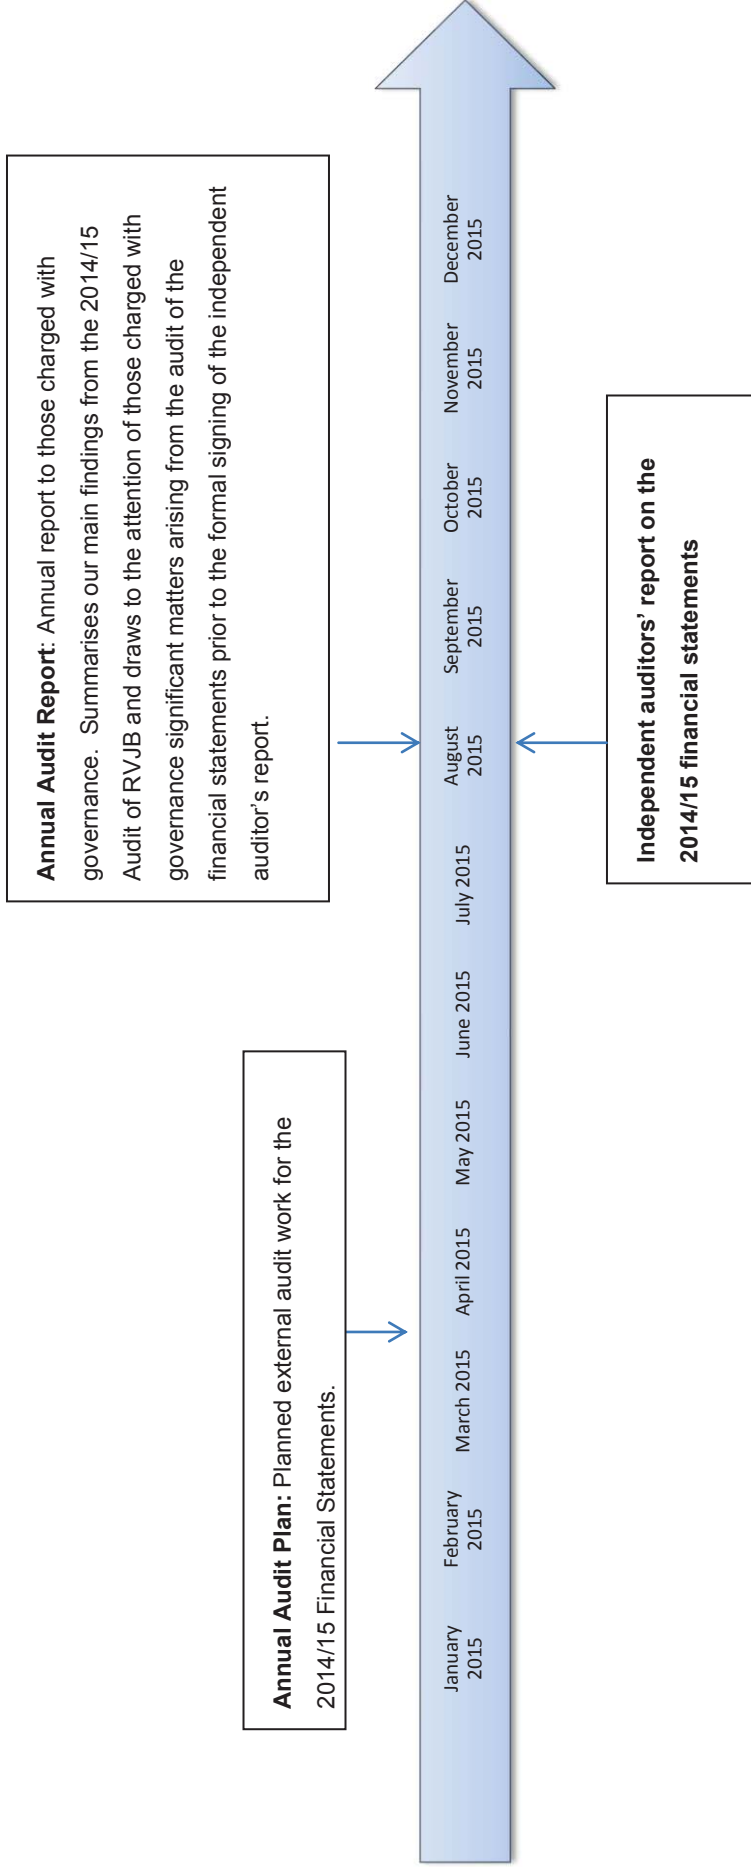 Annual Audit Plan: Planned external audit work for the
2014/15 Financial Statements.
Annual Audit Report: Annual report to those charged with
governance.  Summarises our main findings from the 2014/15
Audit of RVJB and draws to the attention of those charged with
governance significant matters arising from the audit of the
financial statements prior to the formal signing of the independent
auditor’s report.
January
2015
February
2015
March 2015
April 2015
May 2015
June 2015
July 2015
August
2015
September
2015
October
2015
November
2015
December
2015
Independent auditors’ report on the
2014/15 financial statements